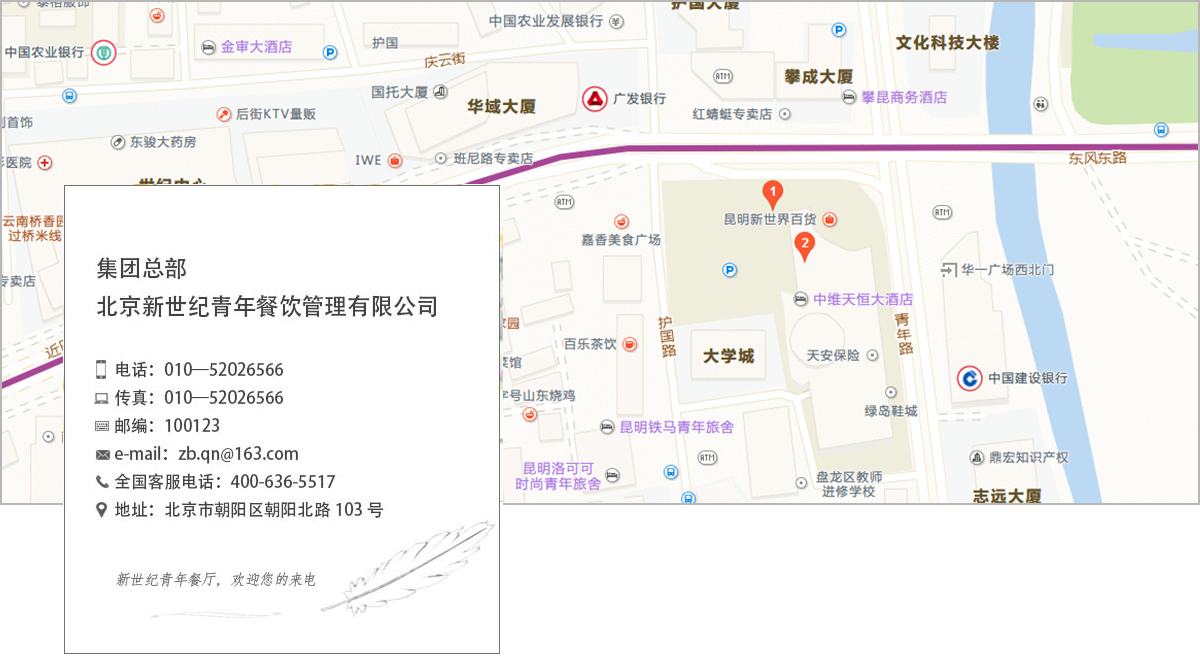 泰格服饰
中国农业发展银行
护国大厦
中国农业银行
金审大酒店
P
护国
庆云街
P
文化科技大楼
国托大厦
华域大厦
广发银行
ATM
攀成大厦
攀昆商务酒店
后街KTV量贩
红蜻蜓专卖店
首饰
东骏大药房
医院
IWE
班尼路专卖店
东风东路
世纪中心
云南桥香园
过桥米线
专卖店
ATM
1
昆明新世界百货
ATM
嘉香美食广场
2
P
华一广场西北门
中维天恒大酒店
家园
百乐茶饮
护国路
青年路
大学城
天安保险
菜馆
中国建设银行
字号山东烧鸡
绿岛鞋城
昆明铁马青年旅舍
ATM
鼎宏知识产权
昆明洛可可
时尚青年旅舍
盘龙区教师
进修学校
志远大厦
近
集团总部
北京新世纪青年餐饮管理有限公司
电话：010—52026566
传真：010—52026566
邮编：100123
e-mail：zb.qn@163.com
全国客服电话：400-636-5517
地址：北京市朝阳区朝阳北路 103 号
新世纪青年餐厅，欢迎您的来电